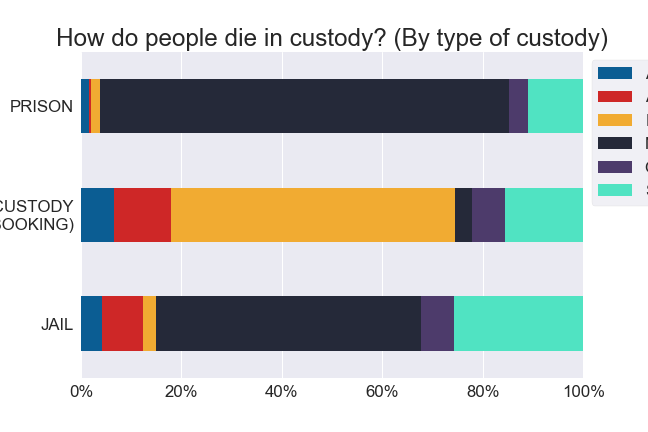 How do people die in custody? (By type of custody)
PRISON
CUSTODY
BOOKING)
JAIL
0% 20% 40% 60% 80% 100%